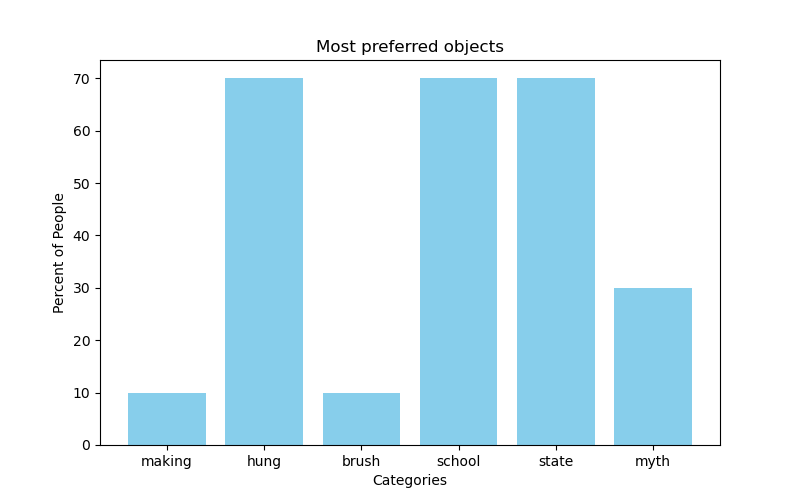 Most preferred objects
Percent of People
70
60
50
40
30
20
10
0
making hung brush school state myth
Categories